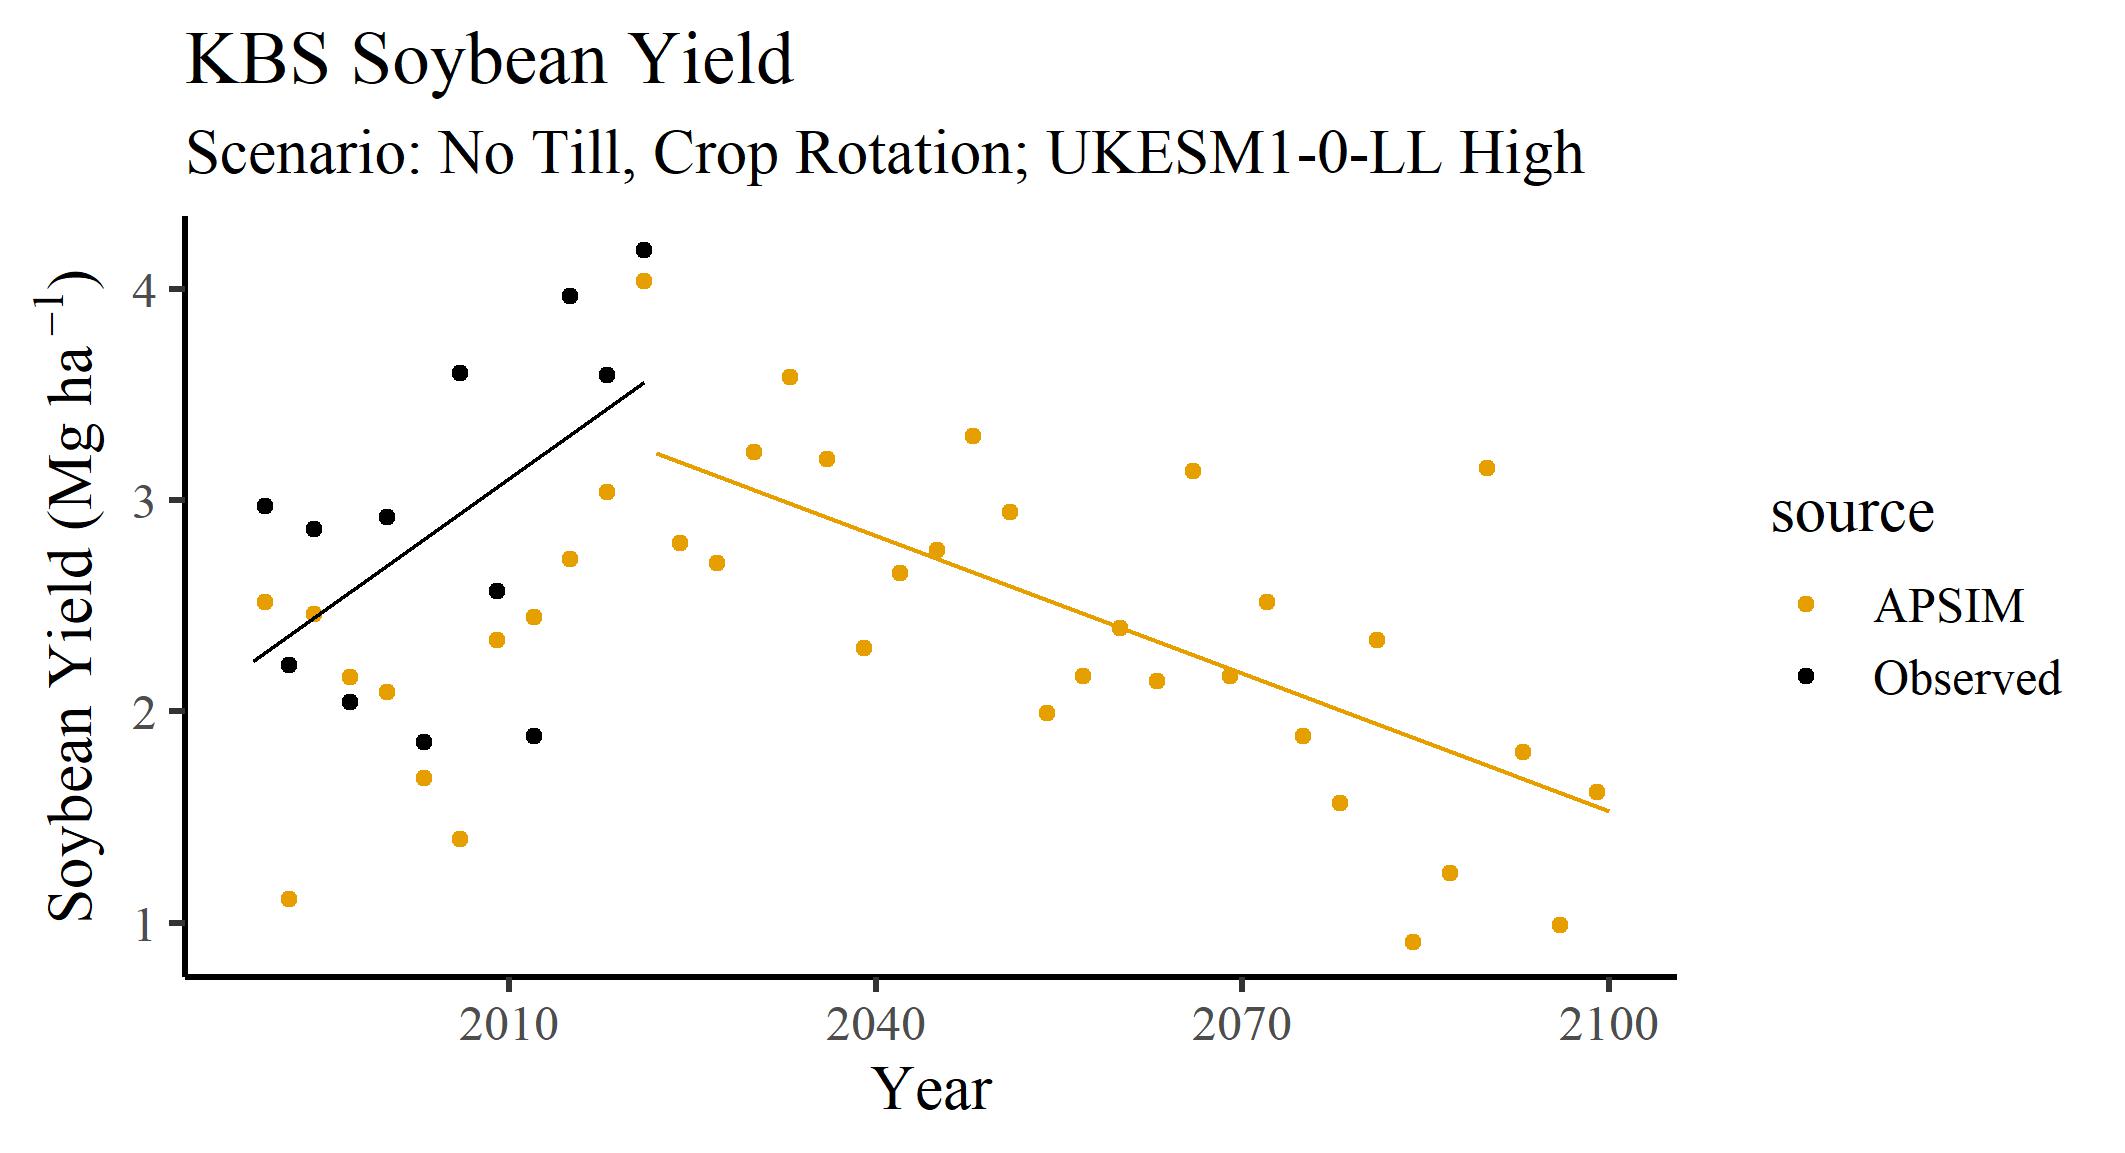 KBS Soybean Yield
Scenario: No Till, Crop Rotation; UKESM1-0-LL High
Soybean Yield (Mg ha⁻¹)
4
3
2
1
2010 2040 2070 2100
Year
source
APSIM
Observed